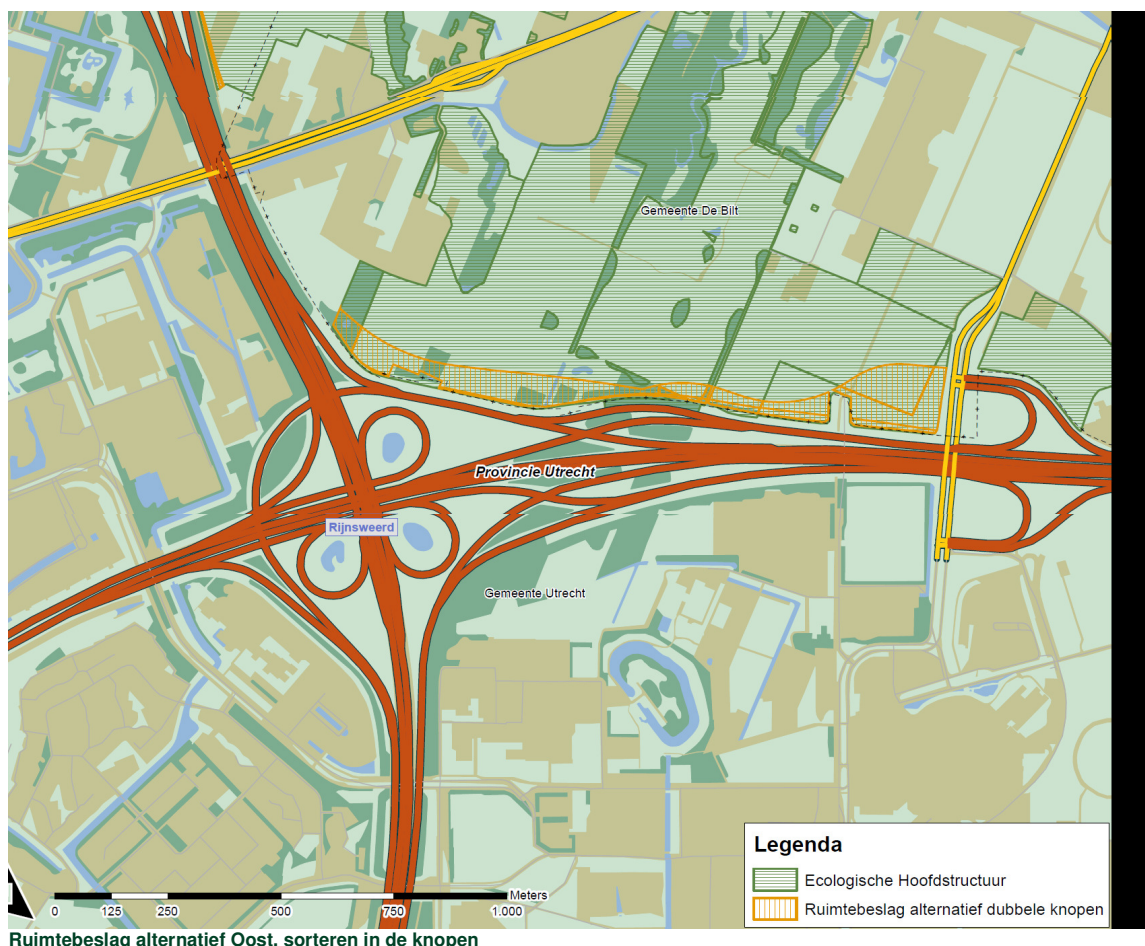 Gemeente De Bilt
Provincie Utrecht
Rijnsweerd
Gemeente Utrecht
Legenda
Ecologische Hoofdstructuur
Ruimtebeslag alternatief dubbele knopen
Meters
0 125 250 500 750 1.000
Ruimtebeslag alternatief Oost, sorteren in de knopen